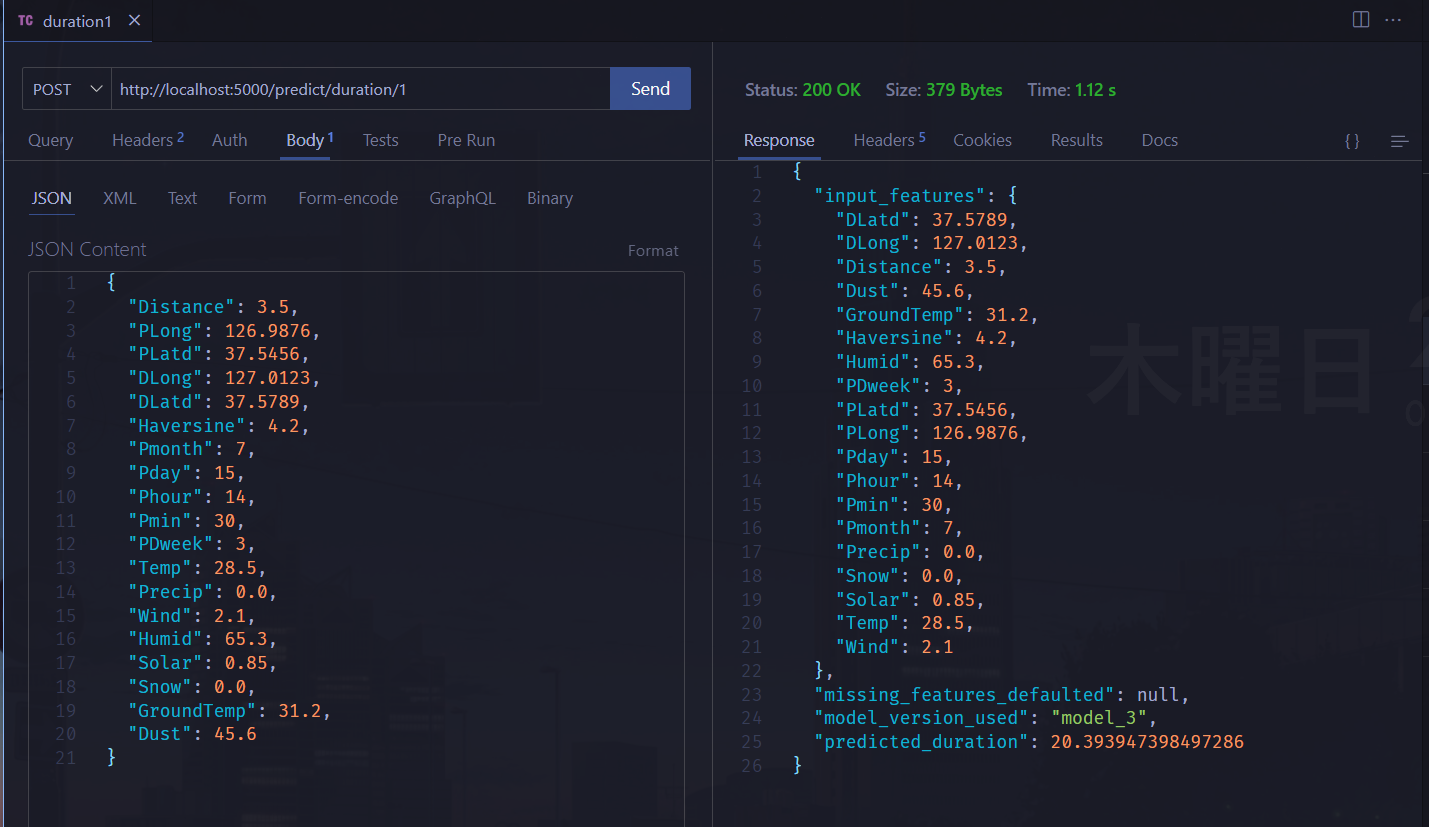 TC duration1
POST http://localhost:5000/predict/duration/1 Send
Query Headers 2 Auth Body 1 Tests Pre Run
JSON XML Text Form Form-encode GraphQL Binary
JSON Content Format
1 {
2 "Distance": 3.5,
3 "PLong": 126.9876,
4 "PLatd": 37.5456,
5 "DLong": 127.0123,
6 "DLatd": 37.5789,
7 "Haversine": 4.2,
8 "Pmonth": 7,
9 "Pday": 15,
10 "Phour": 14,
11 "Pmin": 30,
12 "PDweek": 3,
13 "Temp": 28.5,
14 "Precip": 0.0,
15 "Wind": 2.1,
16 "Humid": 65.3,
17 "Solar": 0.85,
18 "Snow": 0.0,
19 "GroundTemp": 31.2,
20 "Dust": 45.6
21 }
Status: 200 OK Size: 379 Bytes Time: 1.12 s
Response Headers 5 Cookies Results Docs { }
1 {
2 "input_features": {
3 "DLatd": 37.5789,
4 "DLong": 127.0123,
5 "Distance": 3.5,
6 "Dust": 45.6,
7 "GroundTemp": 31.2,
8 "Haversine": 4.2,
9 "Humid": 65.3,
10 "PDweek": 3,
11 "PLatd": 37.5456,
12 "PLong": 126.9876,
13 "Pday": 15,
14 "Phour": 14,
15 "Pmin": 30,
16 "Pmonth": 7,
17 "Precip": 0.0,
18 "Snow": 0.0,
19 "Solar": 0.85,
20 "Temp": 28.5,
21 "Wind": 2.1
22 },
23 "missing_features_defaulted": null,
24 "model_version_used": "model_3",
25 "predicted_duration": 20.393947398497286
26 }
木曜日